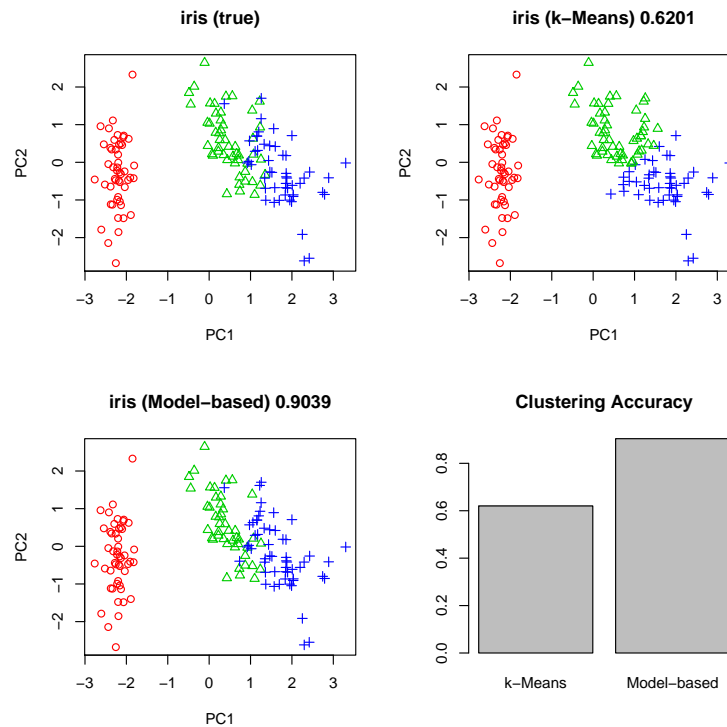 iris (true)
2
1
0
−1
−2
PC2
−3 −2 −1 0 1 2 3
PC1
iris (k−Means) 0.6201
2
1
0
−1
−2
PC2
−3 −2 −1 0 1 2 3
PC1
iris (Model−based) 0.9039
2
1
0
−1
−2
PC2
−3 −2 −1 0 1 2 3
PC1
Clustering Accuracy
0.8
0.6
0.4
0.2
0.0
k−Means Model−based